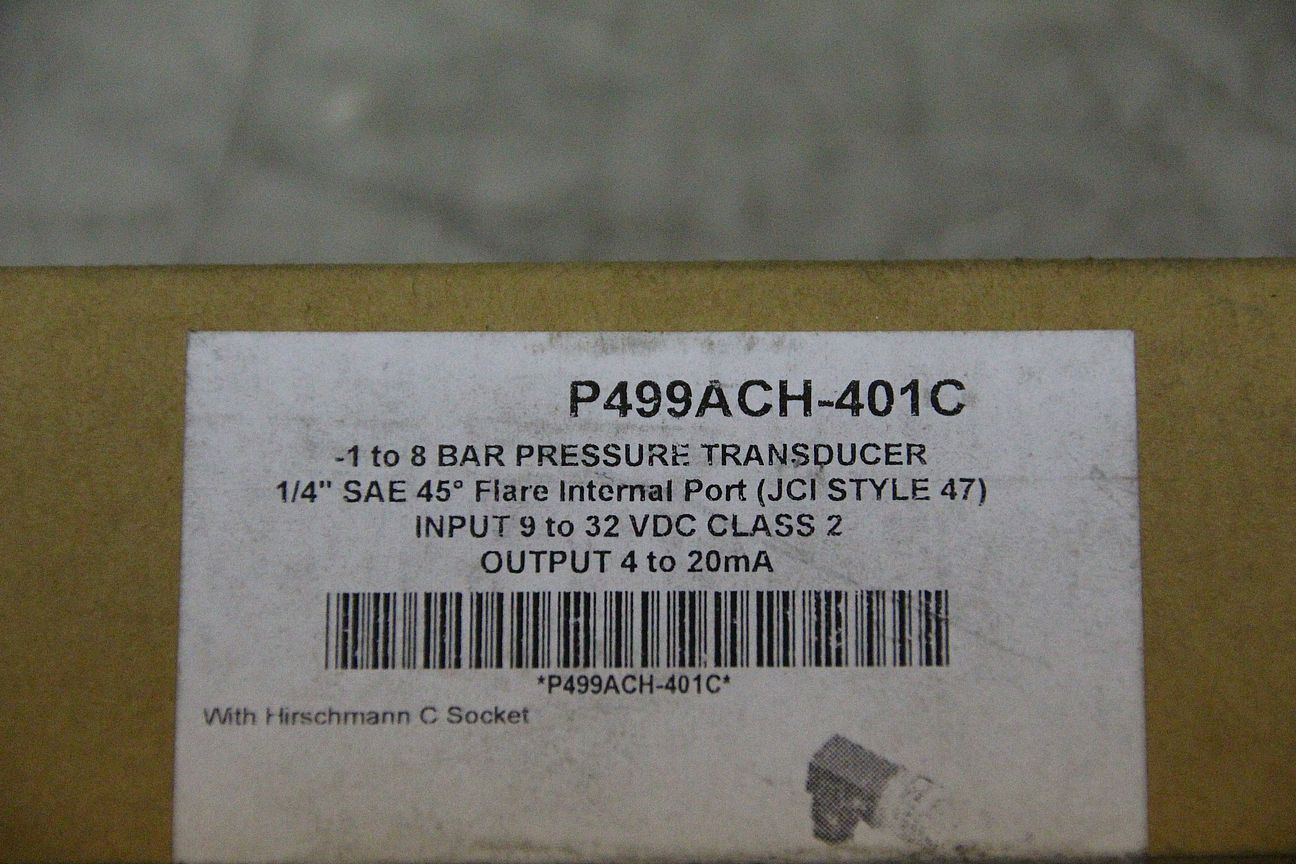 P499ACH-401C
-1 to 8 BAR PRESSURE TRANSDUCER
1/4" SAE 45° Flare Internal Port (JCI STYLE 47)
INPUT 9 to 32 VDC CLASS 2
OUTPUT 4 to 20mA
*P499ACH-401C*
With Hirschmann C Socket